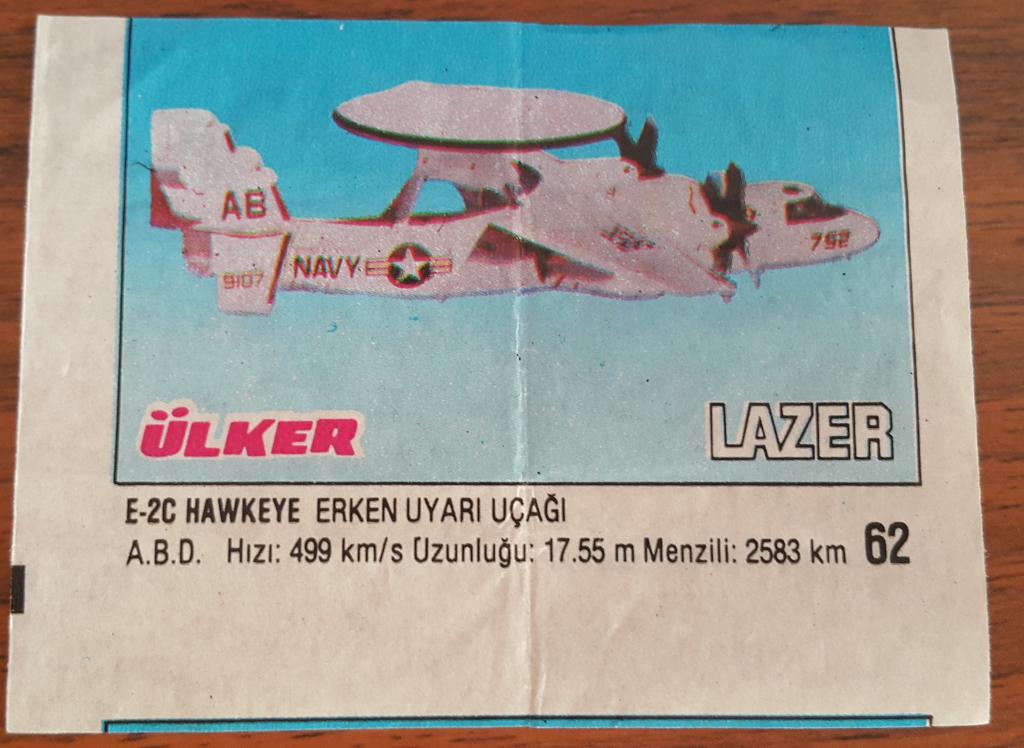 AB
NAVY
9107
752
ÜLKER
LAZER
E-2C HAWKEYE ERKEN UYARI UÇAĞI
A.B.D. Hızı: 499 km/s Uzunluğu: 17.55 m Menzili: 2583 km 62